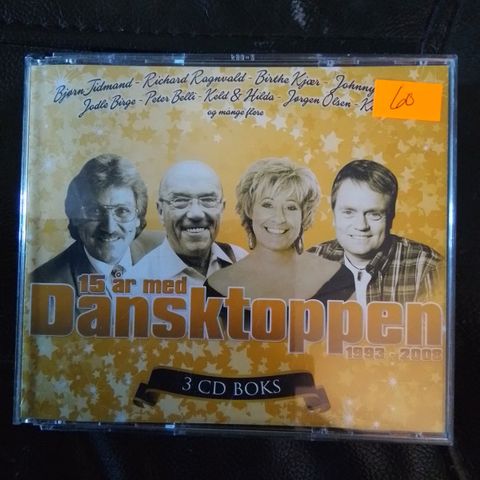 Bjørn Tidmand - Richard Ragnvald - Birthe Kjær - Johnny
Jodle Birge - Peter Belli - Keld & Hilda - Jørgen Olsen -
og mange flere
60
15 år med
Dansktoppen
1993 - 2008
3 CD BOKS